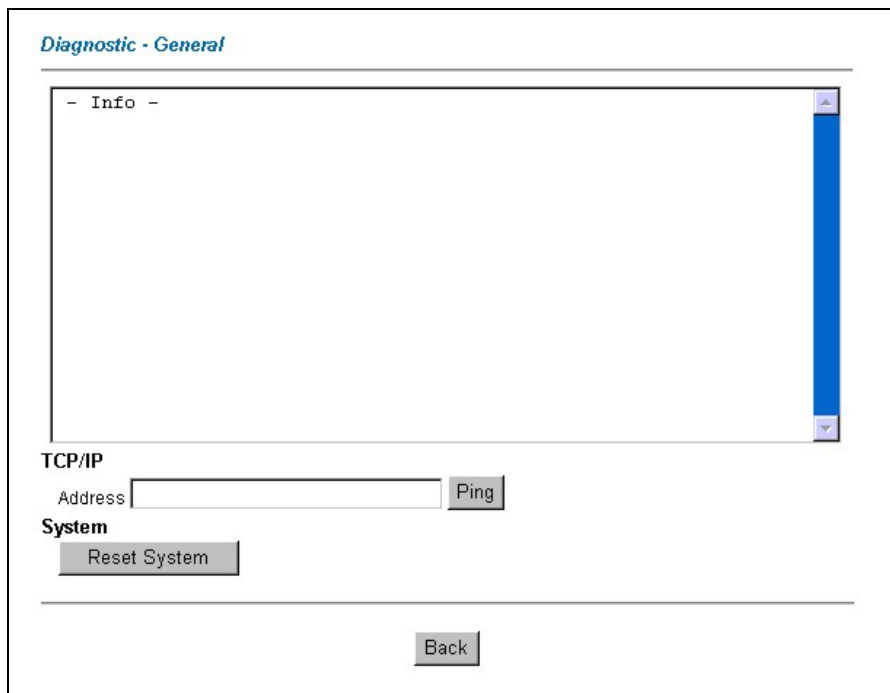 Diagnostic - General
- Info -
TCP/IP
Address Ping
System
Reset System
Back